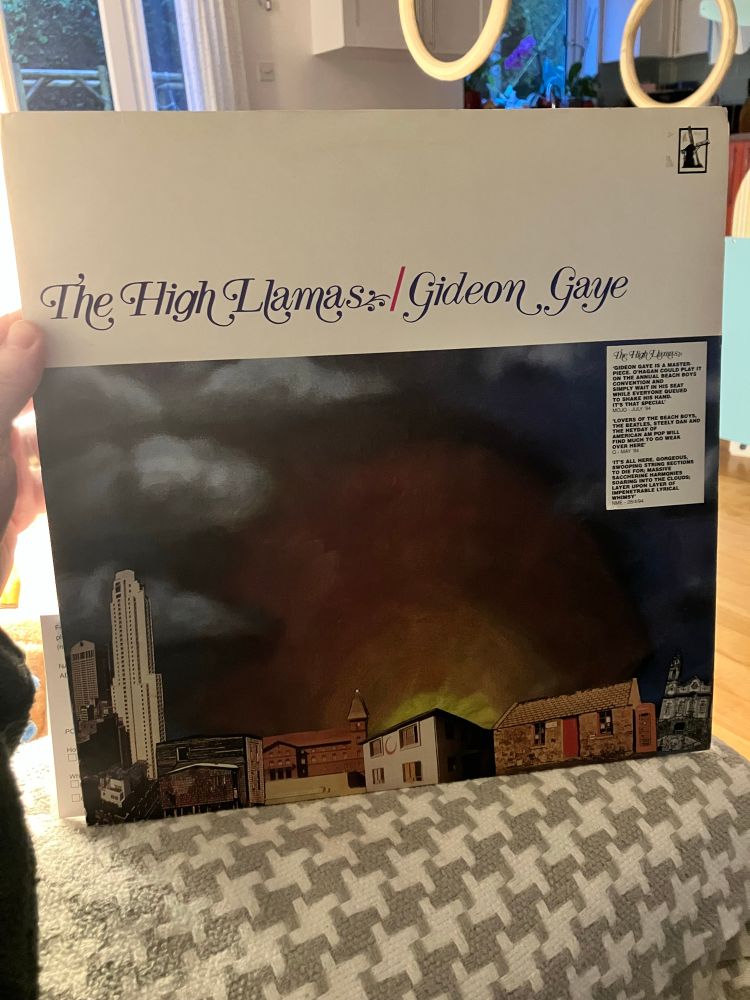 The High Llamas/Gideon Gaye
The High Llamas
'GIDEON GAYE IS A MASTER-
PIECE. O'HAGAN COULD PLAY IT
ON THE ANNUAL BEACH BOYS
CONVENTION AND
SIMPLY WAIT IN HIS SEAT
WHILE EVERYONE QUEUED
TO SHAKE HIS HAND.
IT'S THAT SPECIAL'
MOJO - JULY '94
'LOVERS OF THE BEACH BOYS,
THE BEATLES, STEELY DAN AND
THE HEYDAY OF
AMERICAN AM POP WILL
FIND MUCH TO GO WEAK
OVER HERE'
Q - MAY '94
'IT'S ALL HERE. GORGEOUS,
SWOOPING STRING SECTIONS
TO DIE FOR; MASSIVE
SACCHERINE HARMONIES
SOARING INTO THE CLOUDS;
LAYER UPON LAYER OF
IMPENETRABLE LYRICAL
WHIMSY'
NME - 28/4/94